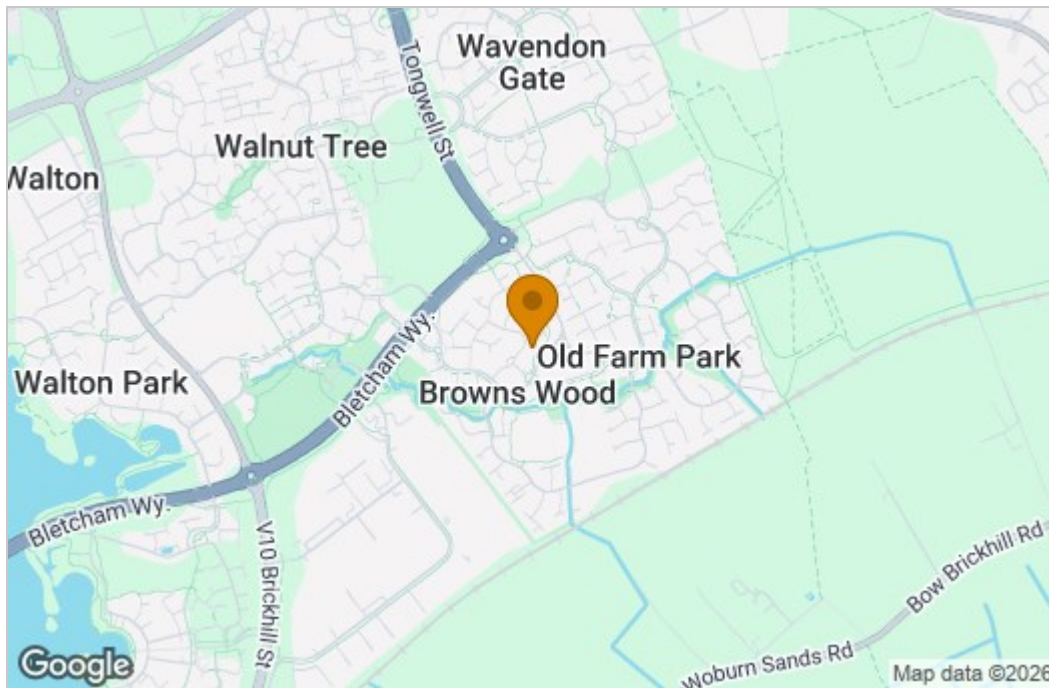 Wavendon
Gate
Tongwell St
Walnut Tree
Walton
Bletcham Wy.
Old Farm Park
Walton Park
Browns Wood
Bletcham Wy.
V10 Brickhill St
Bow Brickhill Rd
Woburn Sands Rd
Google
Map data ©2026